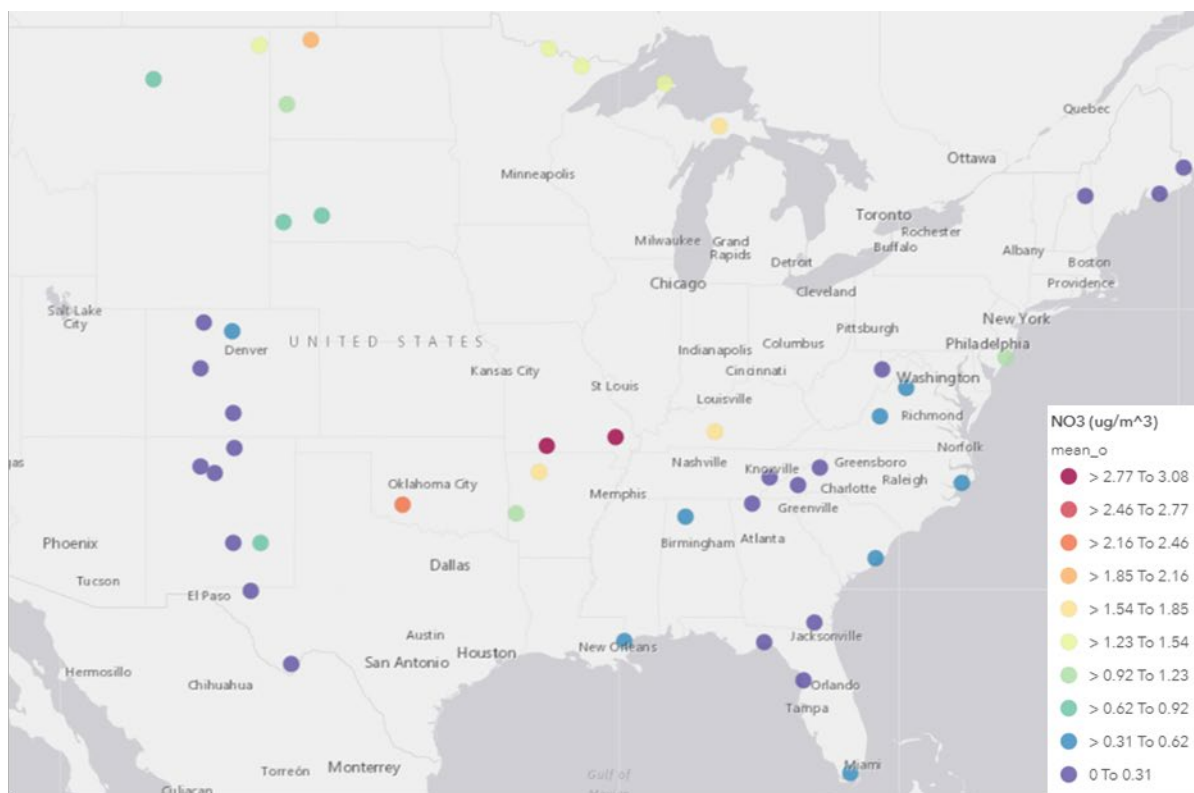 Quebec
Ottawa
Minneapolis
Toronto
Rochester
Milwaukee
Grand
Rapids
Buffalo
Albany
Detroit
Boston
Chicago
Cleveland
Providence
Salt Lake
City
New York
Pittsburgh
UNITED STATES
Denver
Indianapolis
Columbus
Philadelphia
Kansas City
Cincinnati
Washington
St Louis
Louisville
Richmond
Norfolk
gas
Nashville
Knoxville
Greensboro
Oklahoma City
Memphis
Charlotte
Raleigh
Greenville
Phoenix
Birmingham
Atlanta
Dallas
Tucson
El Paso
Austin
Jacksonville
Houston
New Orleans
San Antonio
Hermosillo
Chihuahua
Orlando
Tampa
Torreón
Monterrey
Miami
Gulf of
Culiacan
NO3 (ug/m^3)
mean_o
> 2.77 To 3.08
> 2.46 To 2.77
> 2.16 To 2.46
> 1.85 To 2.16
> 1.54 To 1.85
> 1.23 To 1.54
> 0.92 To 1.23
> 0.62 To 0.92
> 0.31 To 0.62
0 To 0.31